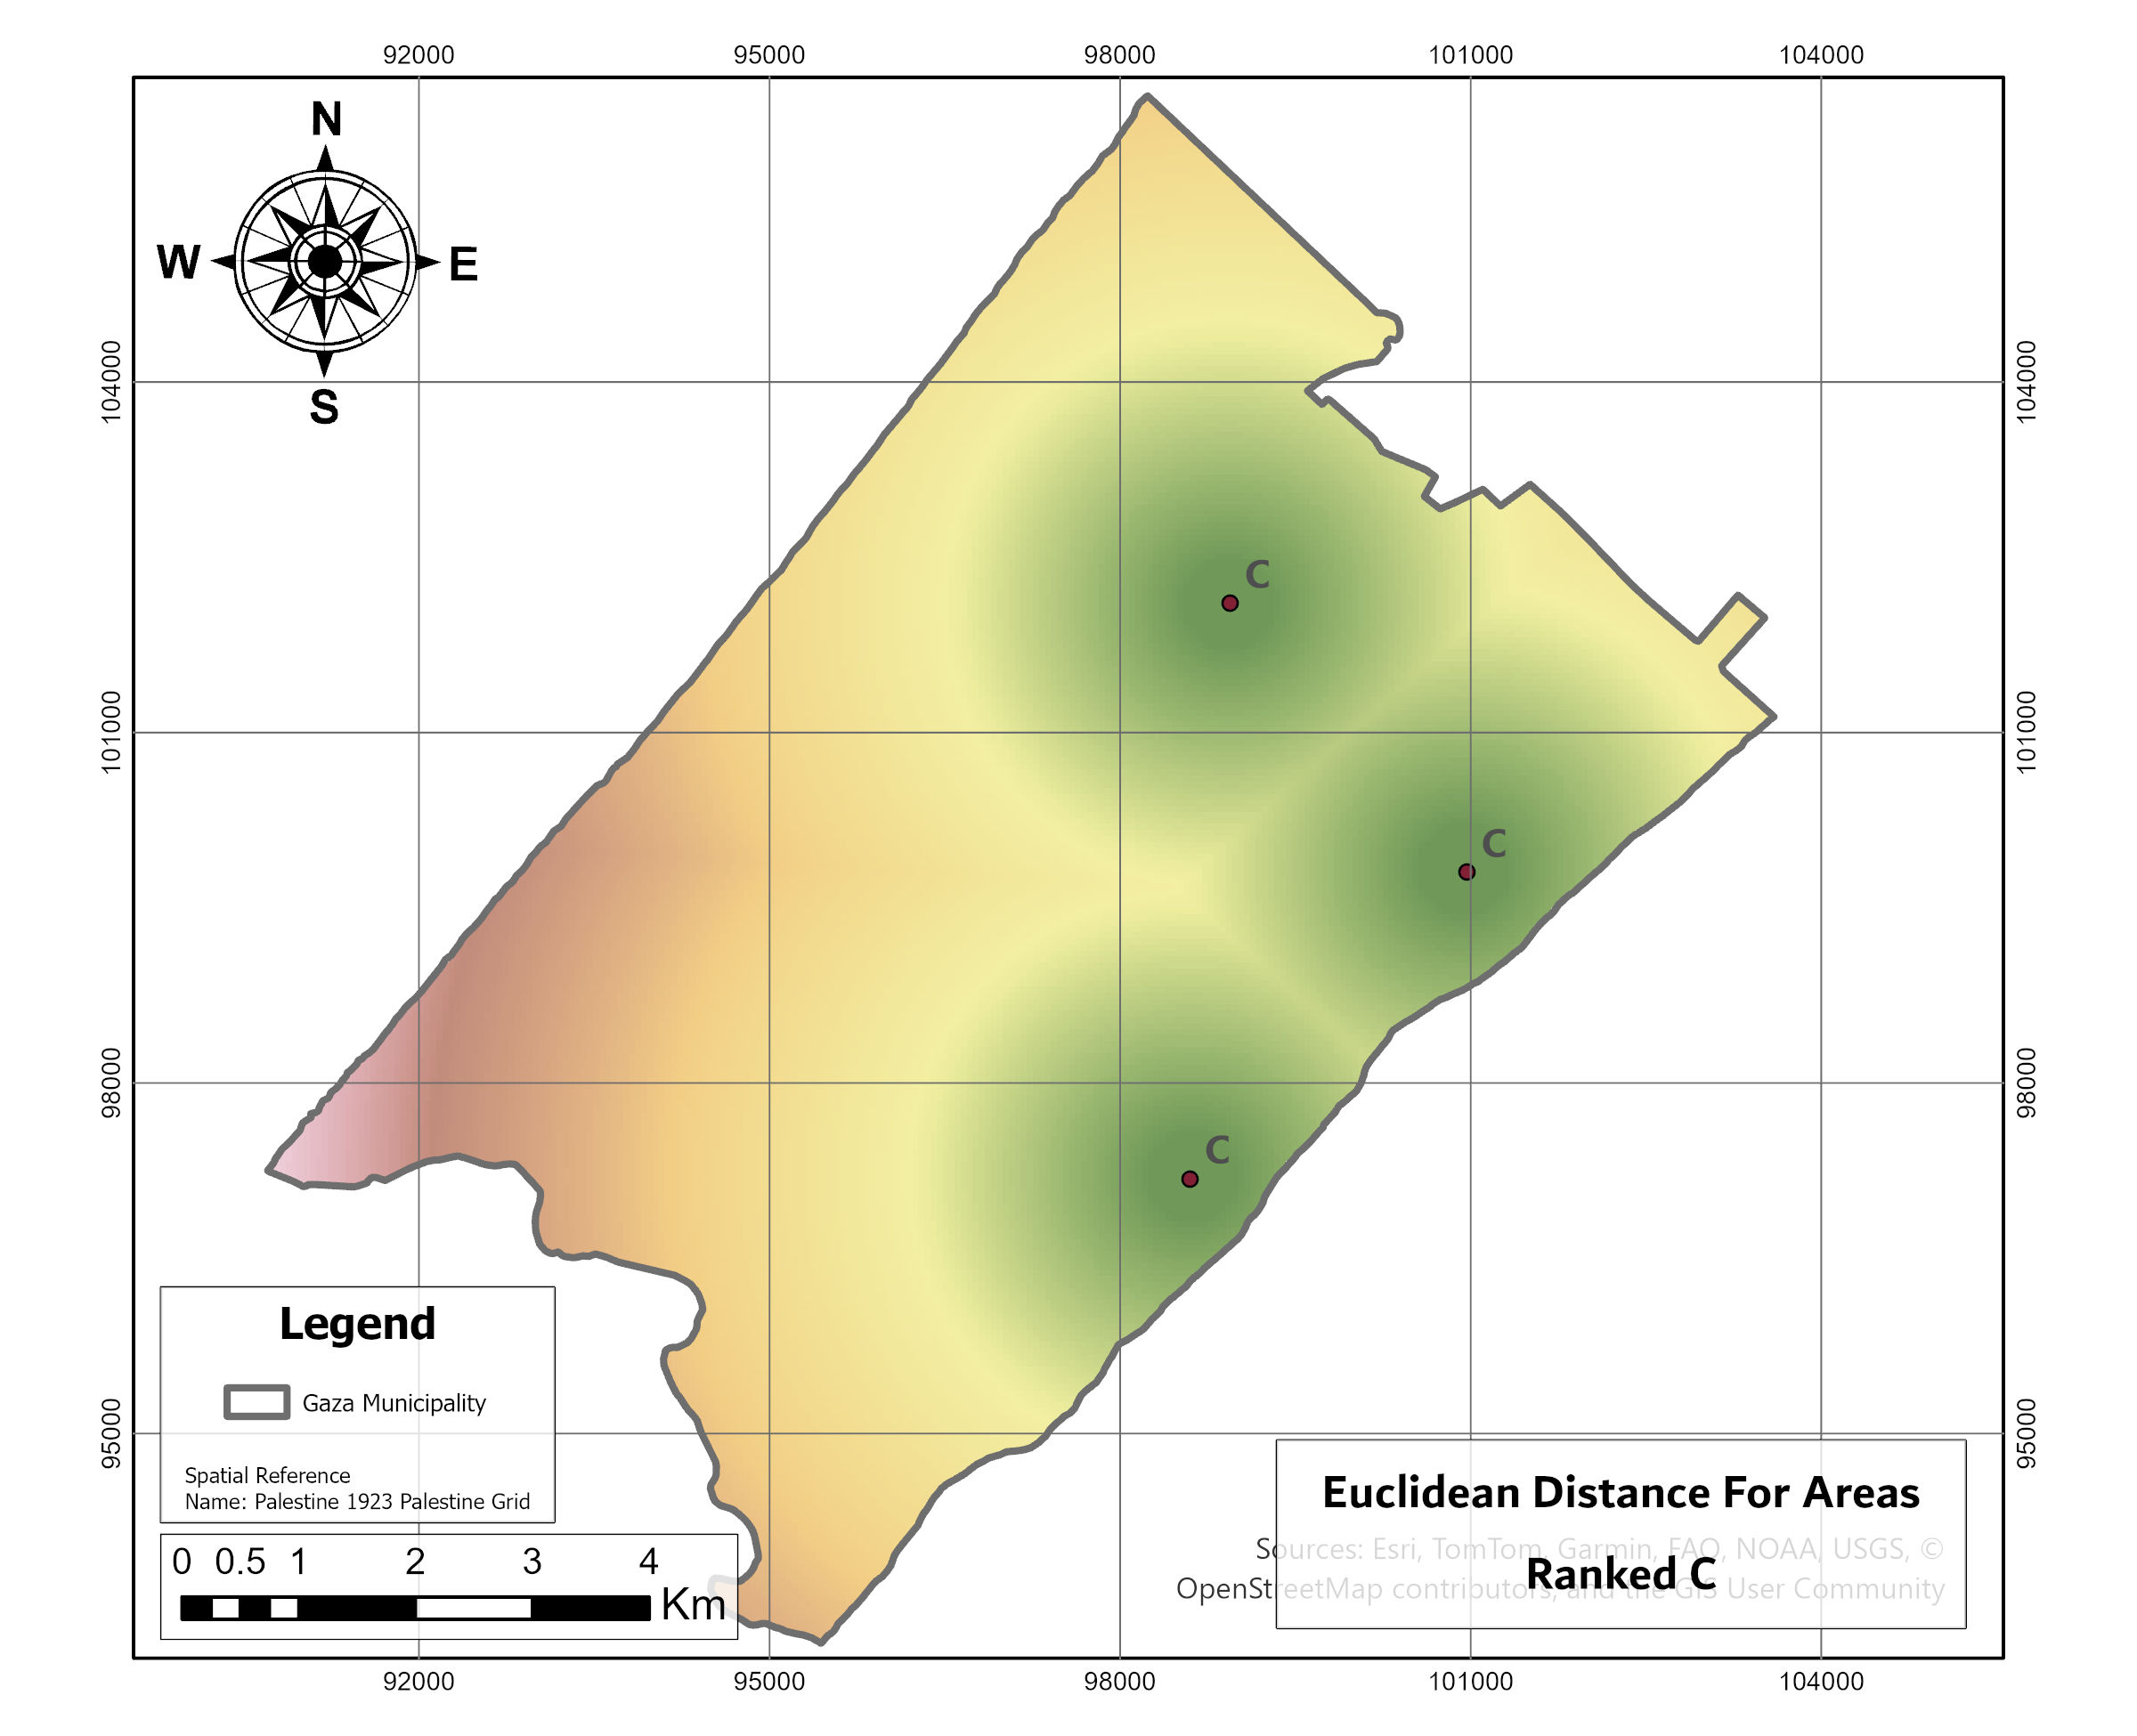 92000 95000 98000 101000 104000
N
W E
S
104000 104000
C
101000 101000
C
98000 98000
C
Legend
Gaza Municipality
Spatial Reference
Name: Palestine 1923 Palestine Grid
95000 95000
0 0.5 1 2 3 4
Km
Euclidean Distance For Areas
Ranked C
Sources: Esri, TomTom, Garmin, FAO, NOAA, USGS, ©
OpenStreetMap contributors, and the GIS User Community
92000 95000 98000 101000 104000